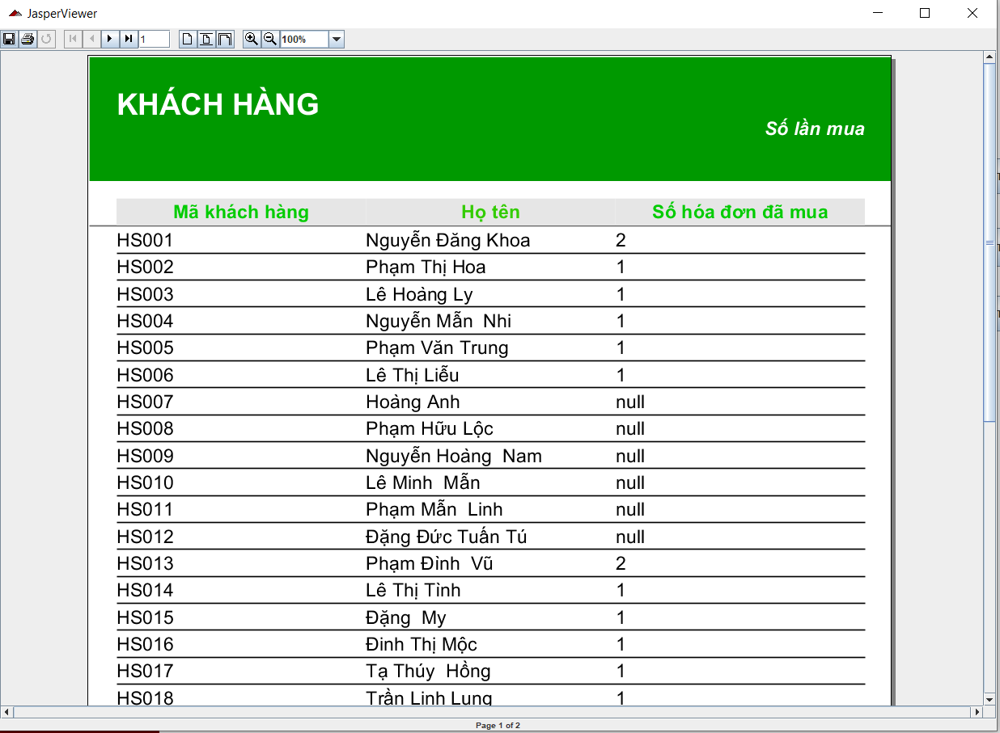 JasperViewer
1 100%
KHÁCH HÀNG
Số lần mua
Mã khách hàng Họ tên Số hóa đơn đã mua
HS001 Nguyễn Đăng Khoa 2
HS002 Phạm Thị Hoa 1
HS003 Lê Hoàng Ly 1
HS004 Nguyễn Mẫn  Nhi 1
HS005 Phạm Văn Trung 1
HS006 Lê Thị Liễu 1
HS007 Hoàng Anh null
HS008 Phạm Hữu Lộc null
HS009 Nguyễn Hoàng  Nam null
HS010 Lê Minh  Mẫn null
HS011 Phạm Mẫn  Linh null
HS012 Đặng Đức Tuấn Tú null
HS013 Phạm Đình  Vũ 2
HS014 Lê Thị Tình 1
HS015 Đặng  My 1
HS016 Đinh Thị Mộc 1
HS017 Tạ Thúy  Hồng 1
HS018 Trần Linh Lung 1
Page 1 of 2